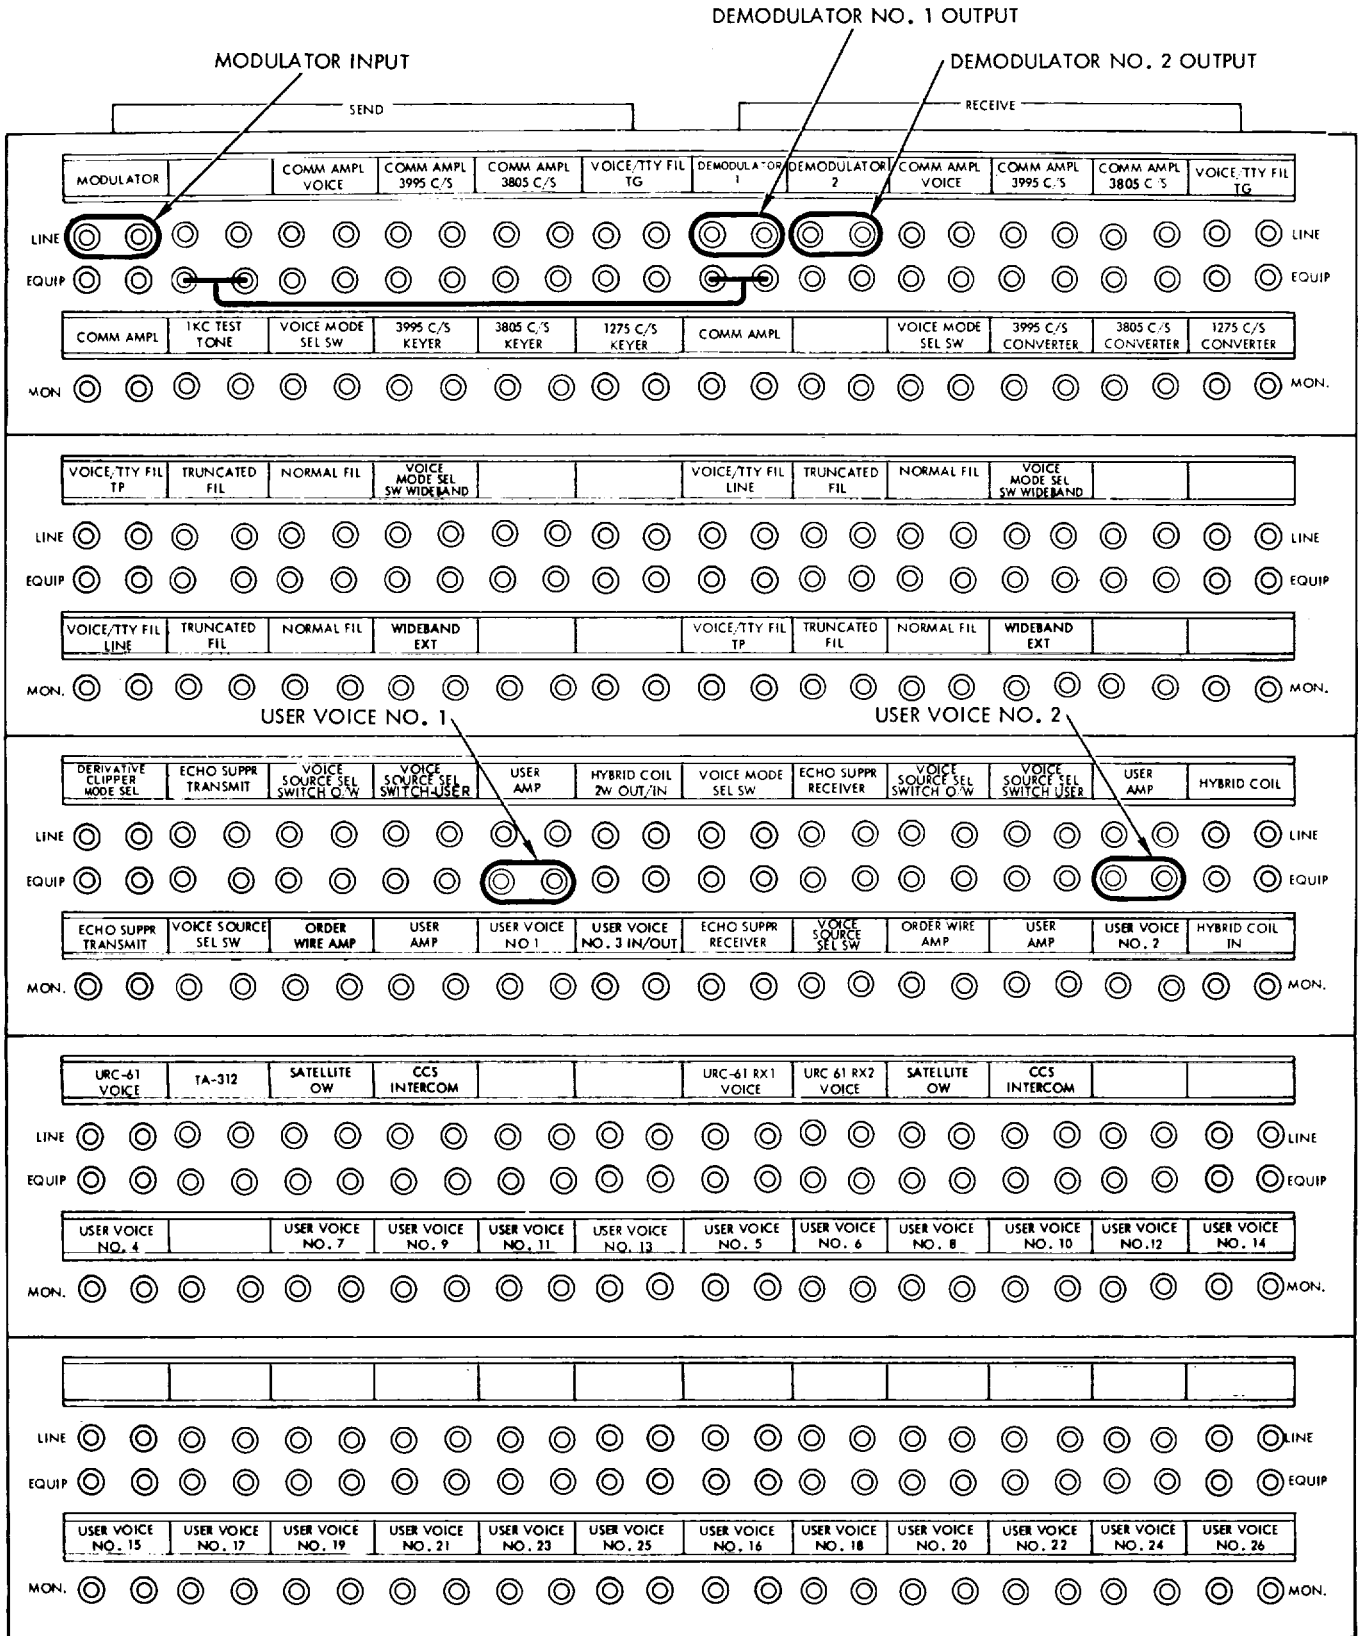 DEMODULATOR NO. 1 OUTPUT
MODULATOR INPUT
DEMODULATOR NO. 2 OUTPUT
SEND
RECEIVE
MODULATOR
COMM AMPL VOICE
COMM AMPL 3995 C/S
COMM AMPL 3805 C/S
VOICE/TTY FIL TG
DEMODULATOR 1
DEMODULATOR 2
COMM AMPL VOICE
COMM AMPL 3995 C/S
COMM AMPL 3805 C/S
VOICE/TTY FIL TG
LINE
LINE
EQUIP
EQUIP
COMM AMPL
1KC TEST TONE
VOICE MODE SEL SW
3995 C/S KEYER
3805 C/S KEYER
1275 C/S KEYER
COMM AMPL
VOICE MODE SEL SW
3995 C/S CONVERTER
3805 C/S CONVERTER
1275 C/S CONVERTER
MON
MON.
VOICE/TTY FIL TP
TRUNCATED FIL
NORMAL FIL
VOICE MODE SEL SW WIDEBAND
VOICE/TTY FIL LINE
TRUNCATED FIL
NORMAL FIL
VOICE MODE SEL SW WIDEBAND
LINE
LINE
EQUIP
EQUIP
VOICE/TTY FIL LINE
TRUNCATED FIL
NORMAL FIL
WIDEBAND EXT
VOICE/TTY FIL TP
TRUNCATED FIL
NORMAL FIL
WIDEBAND EXT
MON.
MON.
USER VOICE NO. 1
USER VOICE NO. 2
DERIVATIVE CLIPPER MODE SEL
ECHO SUPPR TRANSMIT
VOICE SOURCE SEL SWITCH O/W
VOICE SOURCE SEL SWITCH-USER
USER AMP
HYBRID COIL 2W OUT/IN
VOICE MODE SEL SW
ECHO SUPPR RECEIVER
VOICE SOURCE SEL SWITCH O/W
VOICE SOURCE SEL SWITCH USER
USER AMP
HYBRID COIL
LINE
LINE
EQUIP
EQUIP
ECHO SUPPR TRANSMIT
VOICE SOURCE SEL SW
ORDER WIRE AMP
USER AMP
USER VOICE NO 1
USER VOICE NO. 3 IN/OUT
ECHO SUPPR RECEIVER
VOICE SOURCE SEL SW
ORDER WIRE AMP
USER AMP
USER VOICE NO. 2
HYBRID COIL IN
MON.
MON.
URC-61 VOICE
TA-312
SATELLITE OW
CCS INTERCOM
URC-61 RX1 VOICE
URC 61 RX2 VOICE
SATELLITE OW
CCS INTERCOM
LINE
LINE
EQUIP
EQUIP
USER VOICE NO. 4
USER VOICE NO. 7
USER VOICE NO. 9
USER VOICE NO. 11
USER VOICE NO. 13
USER VOICE NO. 5
USER VOICE NO. 6
USER VOICE NO. 8
USER VOICE NO. 10
USER VOICE NO.12
USER VOICE NO. 14
MON.
MON.
LINE
LINE
EQUIP
EQUIP
USER VOICE NO. 15
USER VOICE NO. 17
USER VOICE NO. 19
USER VOICE NO. 21
USER VOICE NO. 23
USER VOICE NO. 25
USER VOICE NO. 16
USER VOICE NO. 18
USER VOICE NO. 20
USER VOICE NO. 22
USER VOICE NO. 24
USER VOICE NO. 26
MON.
MON.